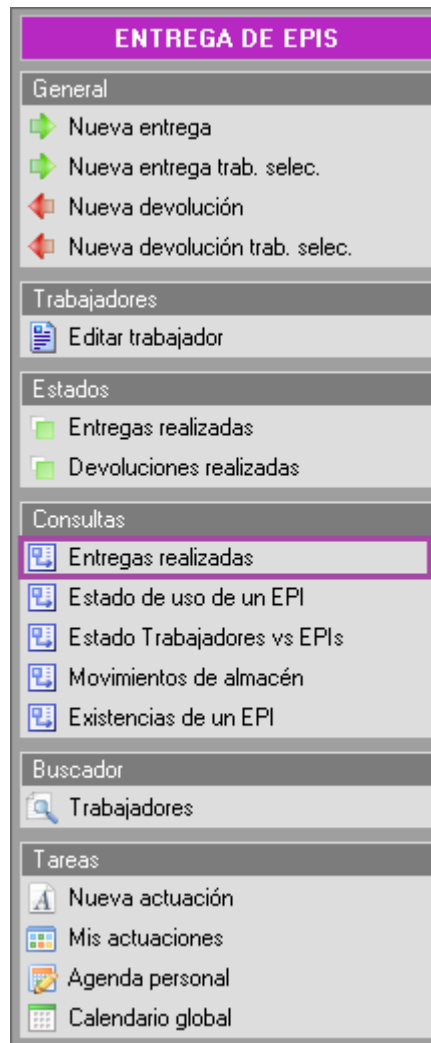 ENTREGA DE EPIS
General
Nueva entrega
Nueva entrega trab. selec.
Nueva devolución
Nueva devolución trab. selec.
Trabajadores
Editar trabajador
Estados
Entregas realizadas
Devoluciones realizadas
Consultas
Entregas realizadas
Estado de uso de un EPI
Estado Trabajadores vs EPIs
Movimientos de almacén
Existencias de un EPI
Buscador
Trabajadores
Tareas
Nueva actuación
Mis actuaciones
Agenda personal
Calendario global